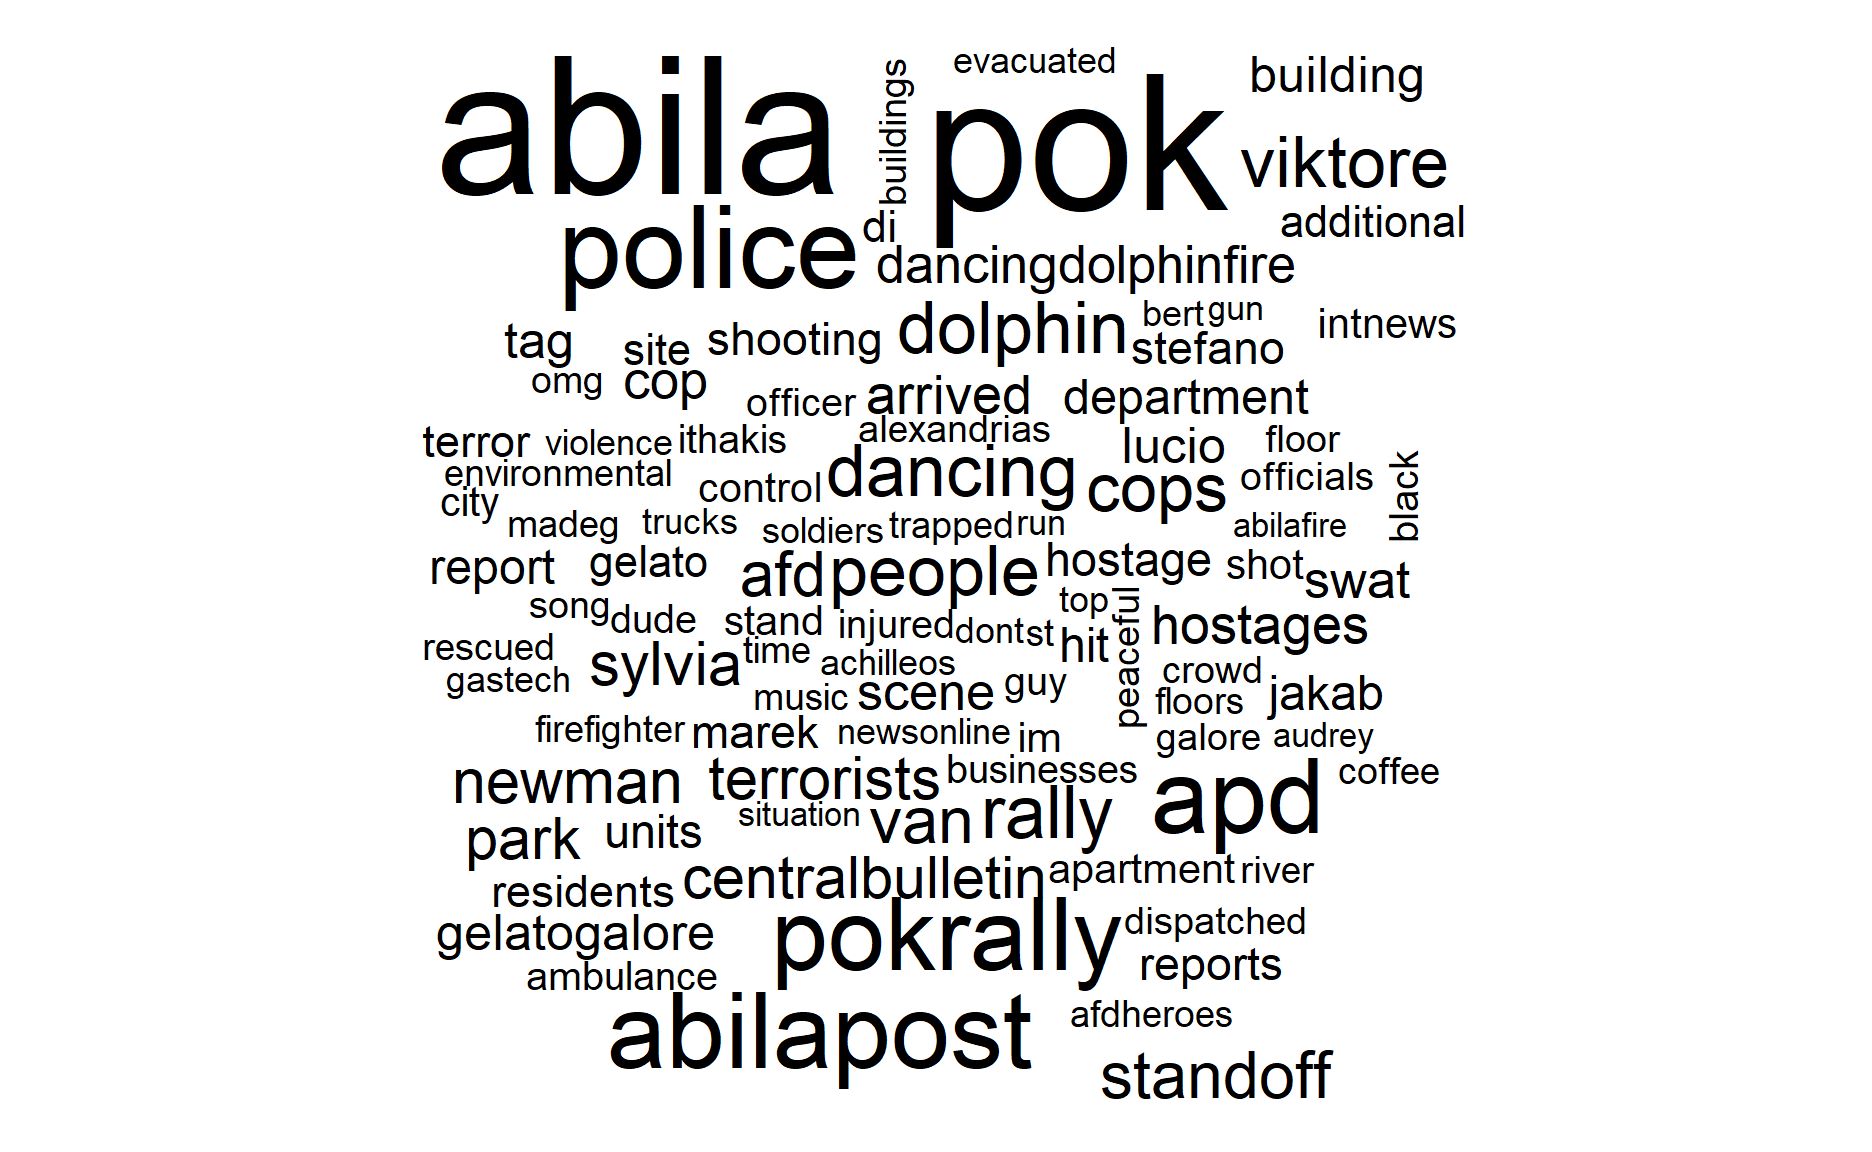 evacuated
building
abila
buildings
pok
viktore
additional
police
di
dancingdolphinfire
tag
site
shooting
dolphin
bert
gun
intnews
stefano
omg
cop
officer
arrived
department
terror
violence
ithakis
alexandrias
lucio
floor
environmental
city
control
dancing
cops
officials
black
madeg
trucks
soldiers
trapped
run
abilafire
report
gelato
afd
people
hostage
shot
swat
song
dude
stand
injured
dont
st
top
hit
peaceful
hostages
rescued
gastech
sylvia
time
achilleos
music
scene
guy
crowd
floors
jakab
firefighter
marek
newsonline
im
galore
audrey
newman
terrorists
businesses
apd
coffee
situation
van
rally
park
units
residents
centralbulletin
apartment
river
gelatogalore
pokrally
dispatched
reports
ambulance
abilapost
afdheroes
standoff